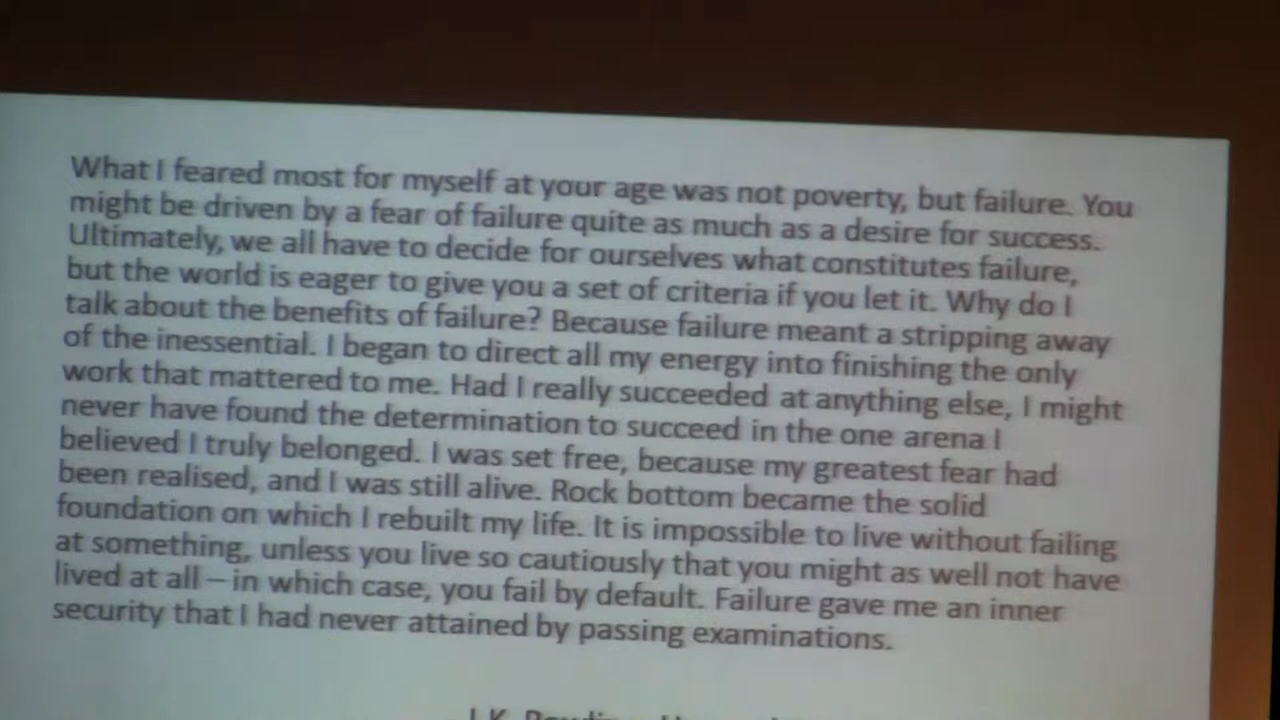 What I feared most for myself at your age was not poverty, but failure. You
might be driven by a fear of failure quite as much as a desire for success.
Ultimately, we all have to decide for ourselves what constitutes failure,
but the world is eager to give you a set of criteria if you let it. Why do I
talk about the benefits of failure? Because failure meant a stripping away
of the inessential. I began to direct all my energy into finishing the only
work that mattered to me. Had I really succeeded at anything else, I might
never have found the determination to succeed in the one arena I
believed I truly belonged. I was set free, because my greatest fear had
been realised, and I was still alive. Rock bottom became the solid
foundation on which I rebuilt my life. It is impossible to live without failing
at something, unless you live so cautiously that you might as well not have
lived at all – in which case, you fail by default. Failure gave me an inner
security that I had never attained by passing examinations.
J.K.